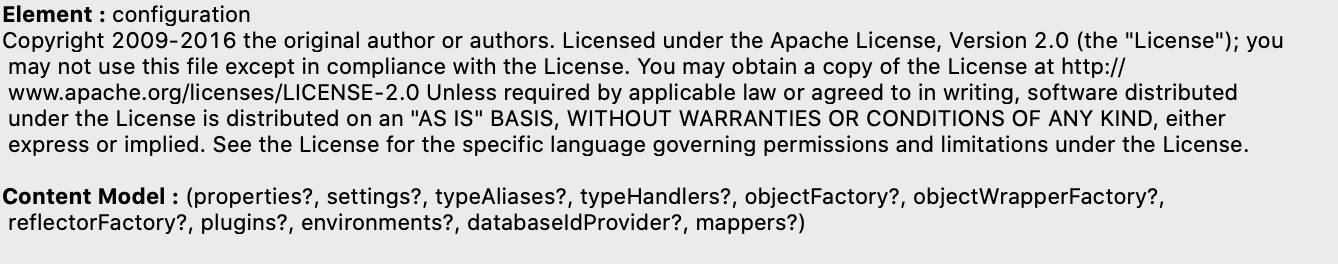 Element : configuration
Copyright 2009-2016 the original author or authors. Licensed under the Apache License, Version 2.0 (the "License"); you
may not use this file except in compliance with the License. You may obtain a copy of the License at http://
www.apache.org/licenses/LICENSE-2.0 Unless required by applicable law or agreed to in writing, software distributed
under the License is distributed on an "AS IS" BASIS, WITHOUT WARRANTIES OR CONDITIONS OF ANY KIND, either
express or implied. See the License for the specific language governing permissions and limitations under the License.
Content Model : (properties?, settings?, typeAliases?, typeHandlers?, objectFactory?, objectWrapperFactory?,
reflectorFactory?, plugins?, environments?, databaseIdProvider?, mappers?)